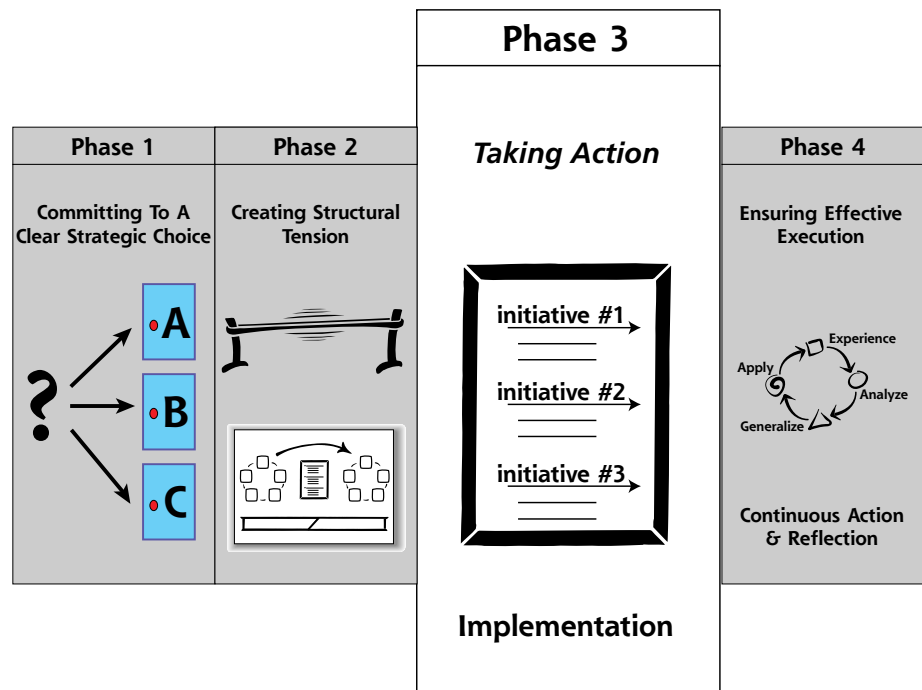 Phase 1
Committing To A
Clear Strategic Choice
?
A
B
C
Phase 2
Creating Structural
Tension
Phase 3
Taking Action
initiative #1
initiative #2
initiative #3
Implementation
Phase 4
Ensuring Effective
Execution
Experience
Apply
Analyze
Generalize
Continuous Action
& Reflection